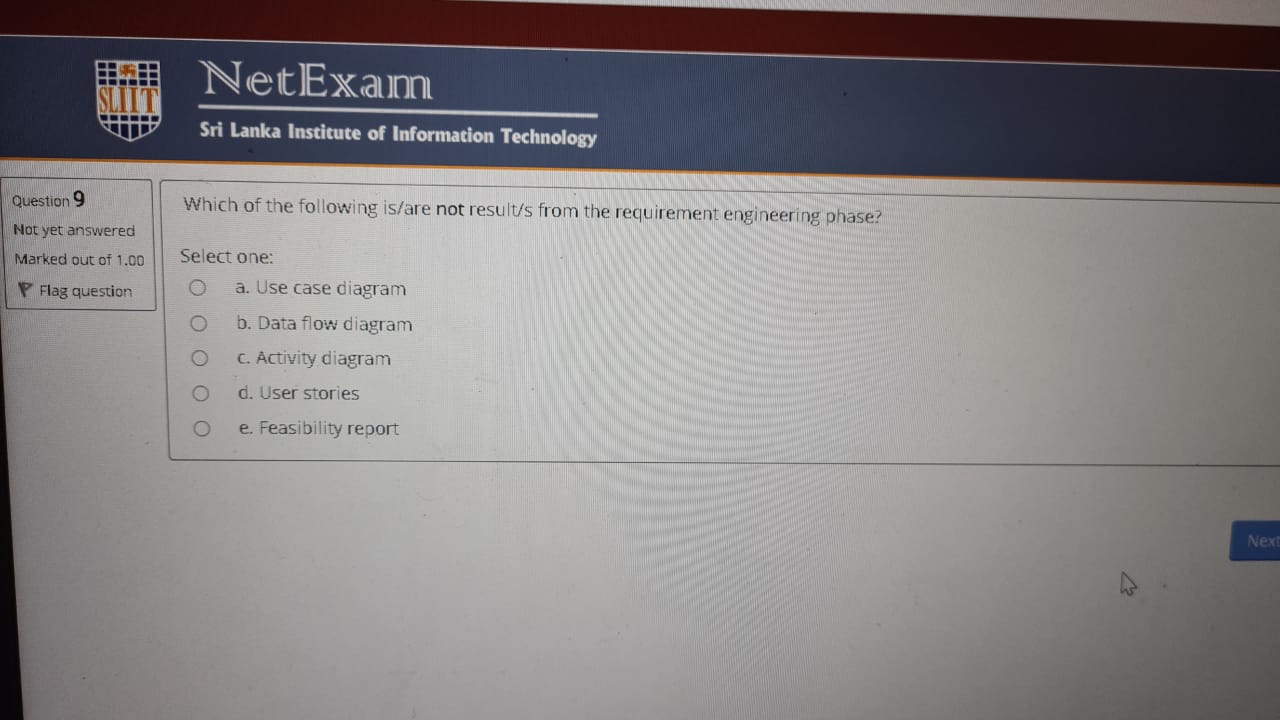 SLIIT
NetExam
Sri Lanka Institute of Information Technology
Question 9
Not yet answered
Marked out of 1.00
Flag question
Which of the following is/are not result/s from the requirement engineering phase?
Select one:
a. Use case diagram
b. Data flow diagram
c. Activity diagram
d. User stories
e. Feasibility report
Next